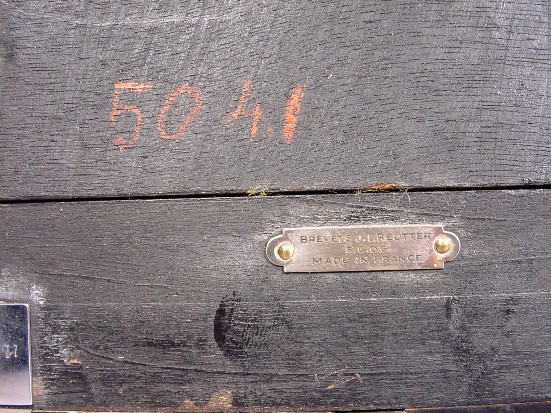 5041
BREVETS J.L.REUTTER
S.G.D.G.
MADE IN FRANCE